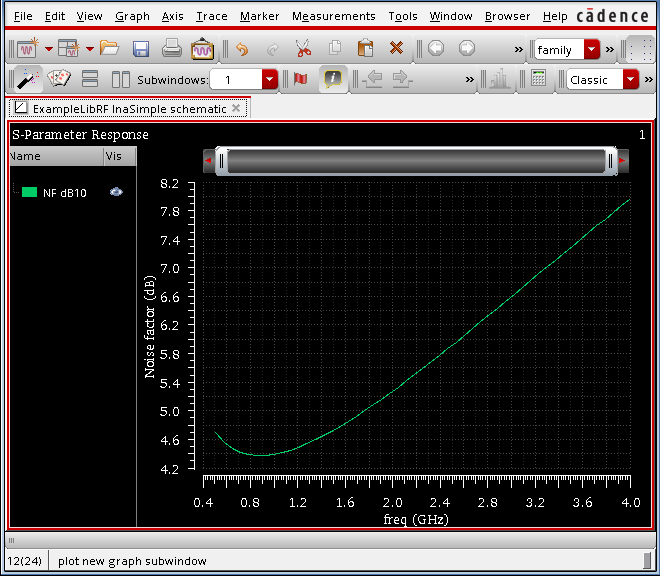 File Edit View Graph Axis Trace Marker Measurements Tools Window Browser Help cādence
» family »
Subwindows: 1 » Classic »
ExampleLibRF lnaSimple schematic
S-Parameter Response 1
Name Vis
NF dB10
8.2
7.8
7.4
7.0
6.6
6.2
5.8
5.4
5.0
4.6
4.2
Noise factor (dB)
0.4 0.8 1.2 1.6 2.0 2.4 2.8 3.2 3.6 4.0
freq (GHz)
12(24) plot new graph subwindow